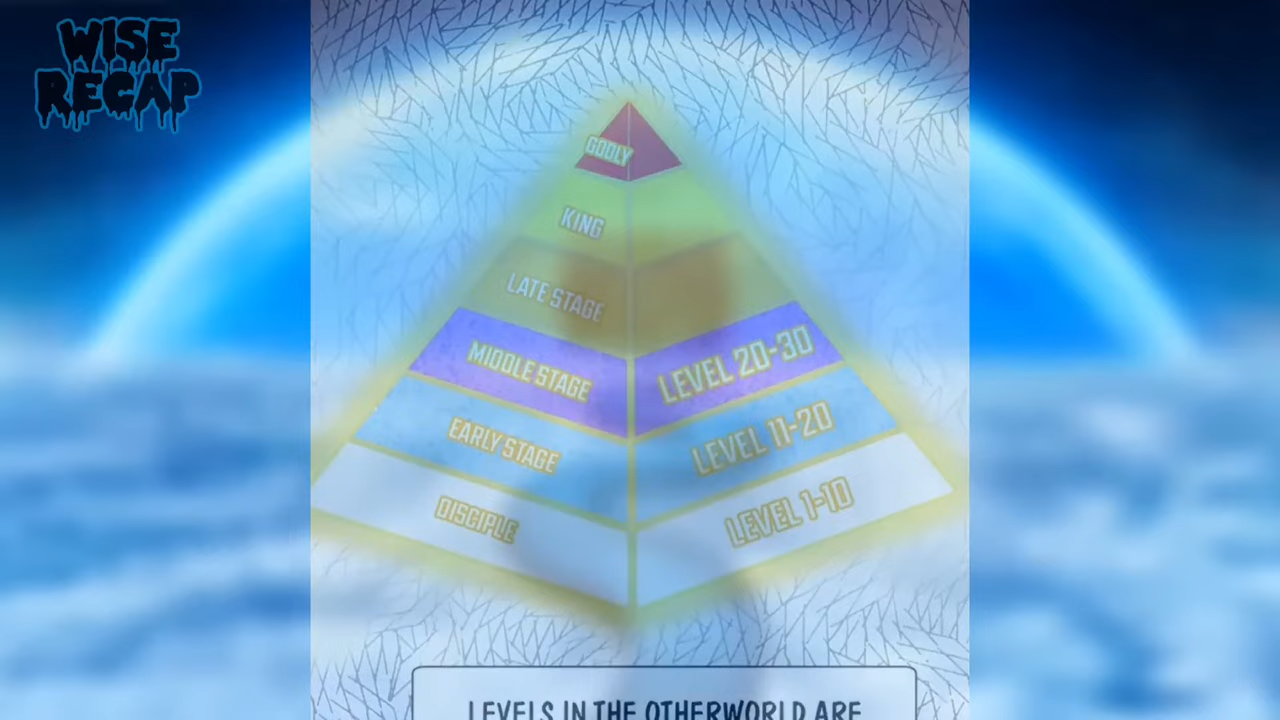 WISE
RECAP
GODLY
KING
LATE STAGE
MIDDLE STAGE
LEVEL 20-30
EARLY STAGE
LEVEL 11-20
DISCIPLE
LEVEL 1-10
LEVELS IN THE OTHERWORLD ARE